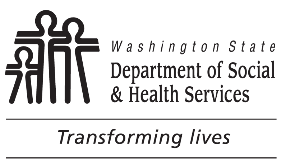 Washington State
Department of Social
& Health Services
Transforming lives